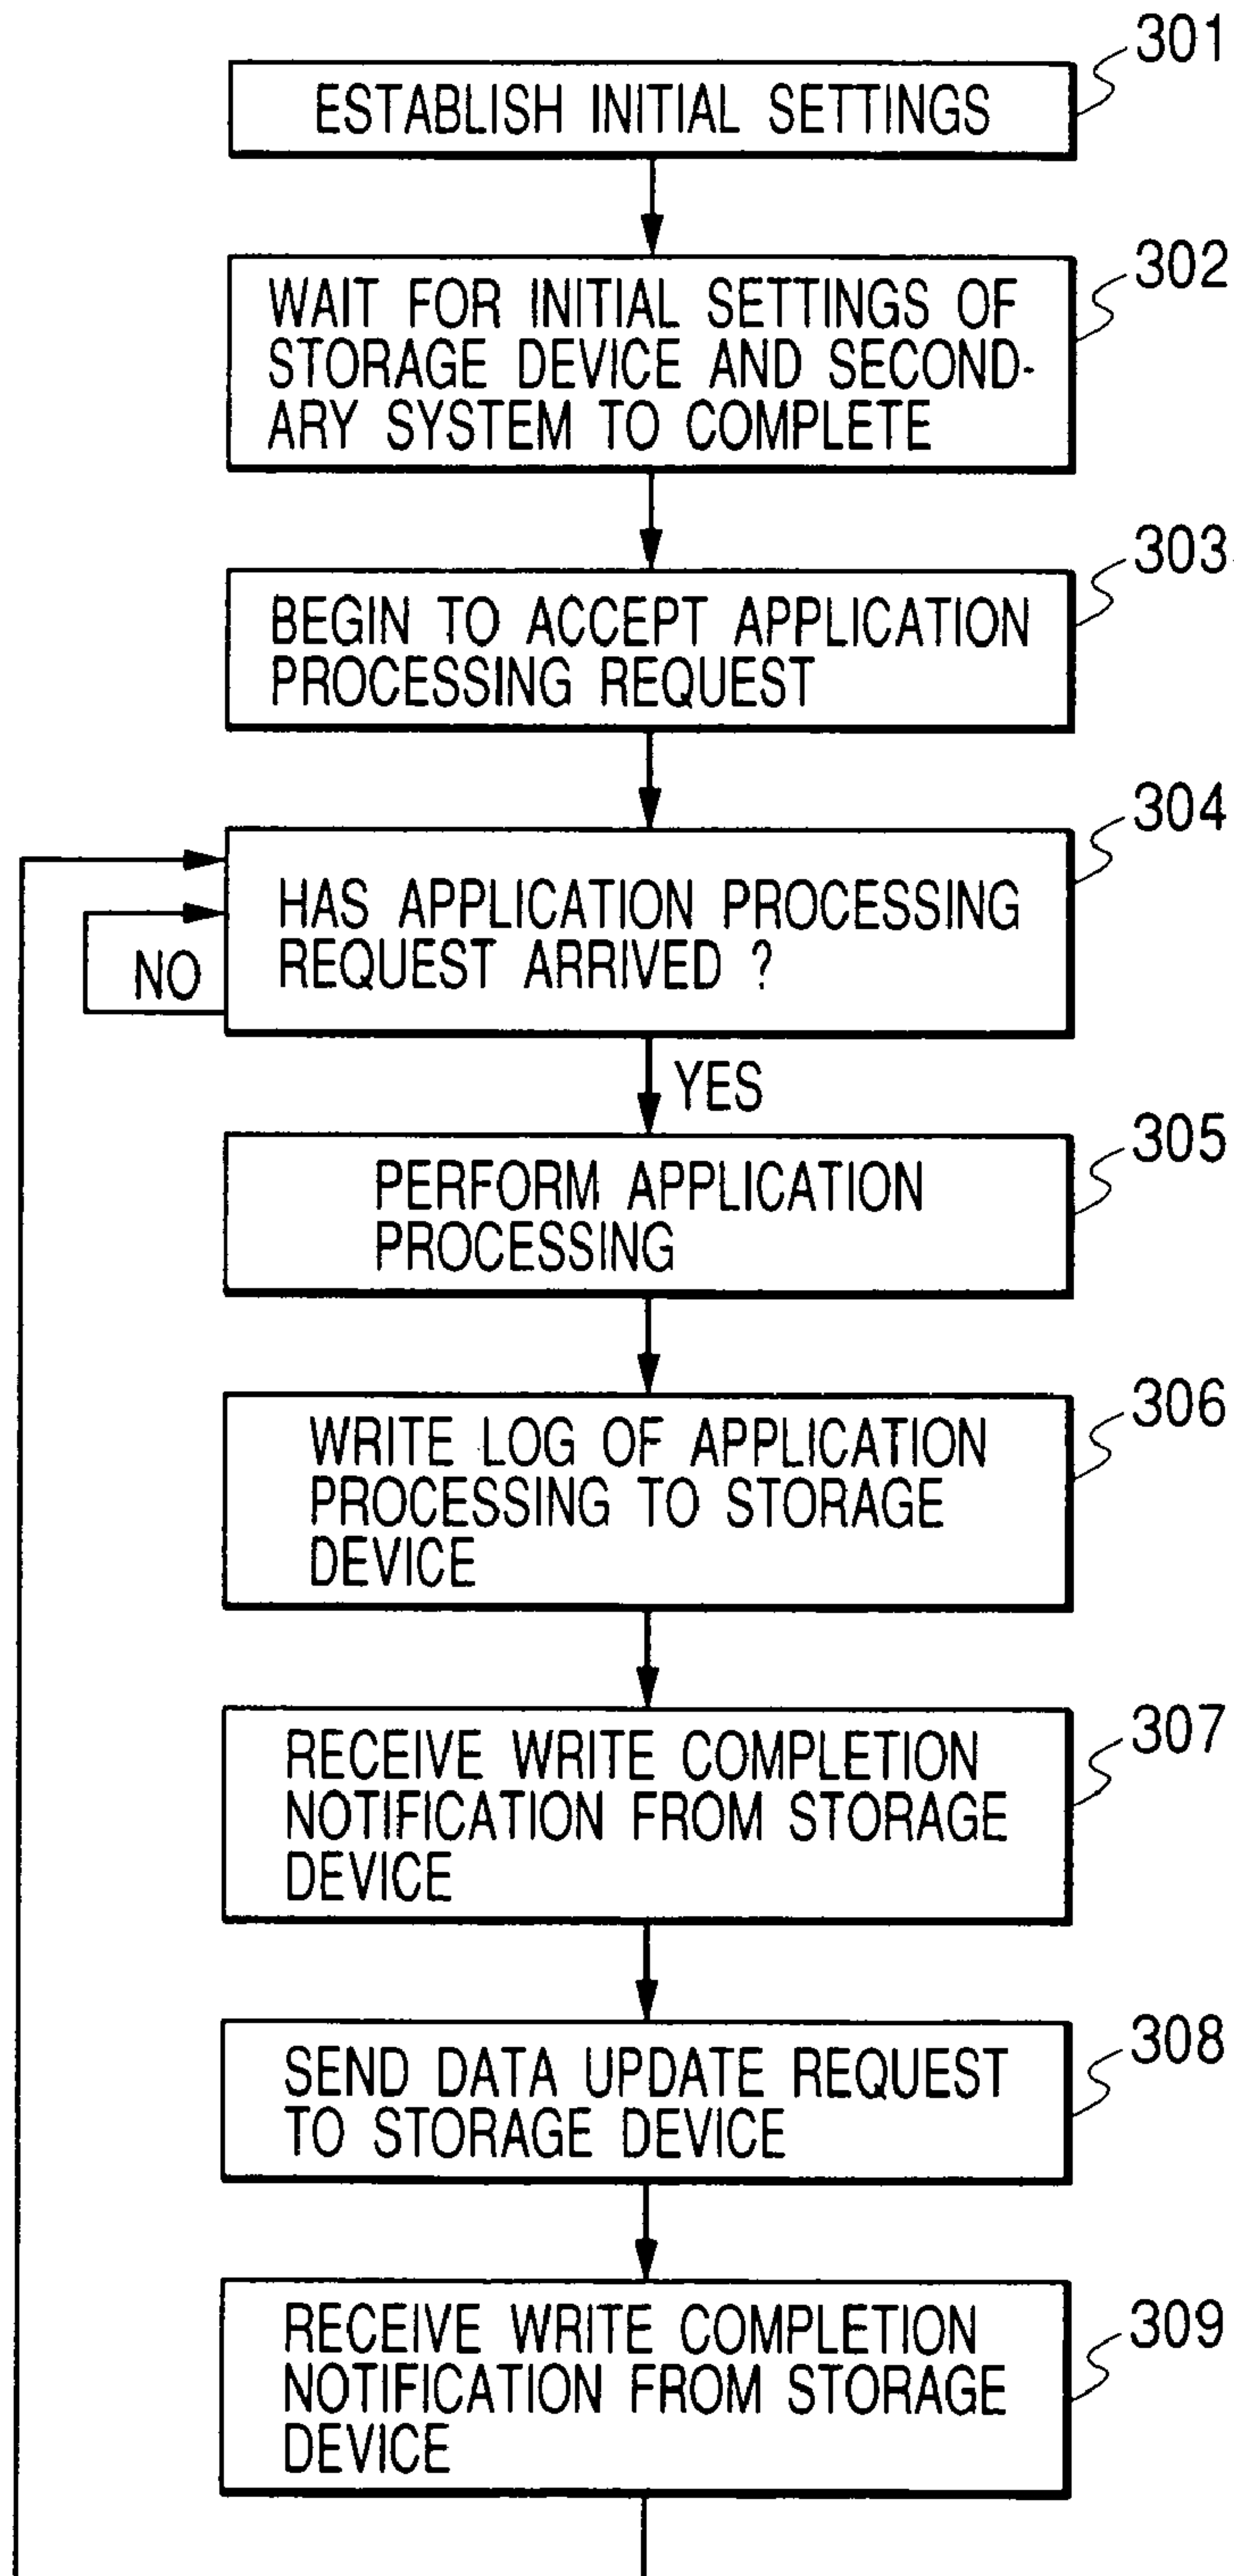 301
ESTABLISH INITIAL SETTINGS
302
WAIT FOR INITIAL SETTINGS OF
STORAGE DEVICE AND SECOND-
ARY SYSTEM TO COMPLETE
303
BEGIN TO ACCEPT APPLICATION
PROCESSING REQUEST
304
HAS APPLICATION PROCESSING
REQUEST ARRIVED ?
NO
YES
305
PERFORM APPLICATION
PROCESSING
306
WRITE LOG OF APPLICATION
PROCESSING TO STORAGE
DEVICE
307
RECEIVE WRITE COMPLETION
NOTIFICATION FROM STORAGE
DEVICE
308
SEND DATA UPDATE REQUEST
TO STORAGE DEVICE
309
RECEIVE WRITE COMPLETION
NOTIFICATION FROM STORAGE
DEVICE